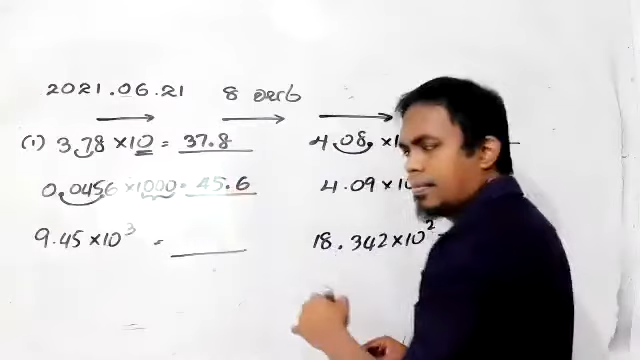 2021.06.21
(1) 3.78 ×10 = 37.8 4.08, ×1
0.0456 ×1000 = 45.6 4.09 ×10
9.45 ×10³ = 18.342 ×10² =